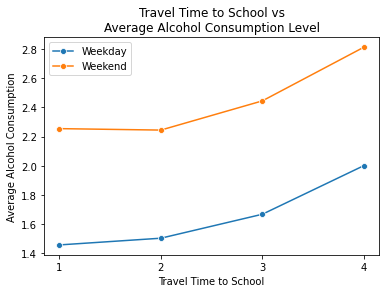 Travel Time to School vs
Average Alcohol Consumption Level
Weekday
Weekend
Average Alcohol Consumption
2.8
2.6
2.4
2.2
2.0
1.8
1.6
1.4
1 2 3 4
Travel Time to School